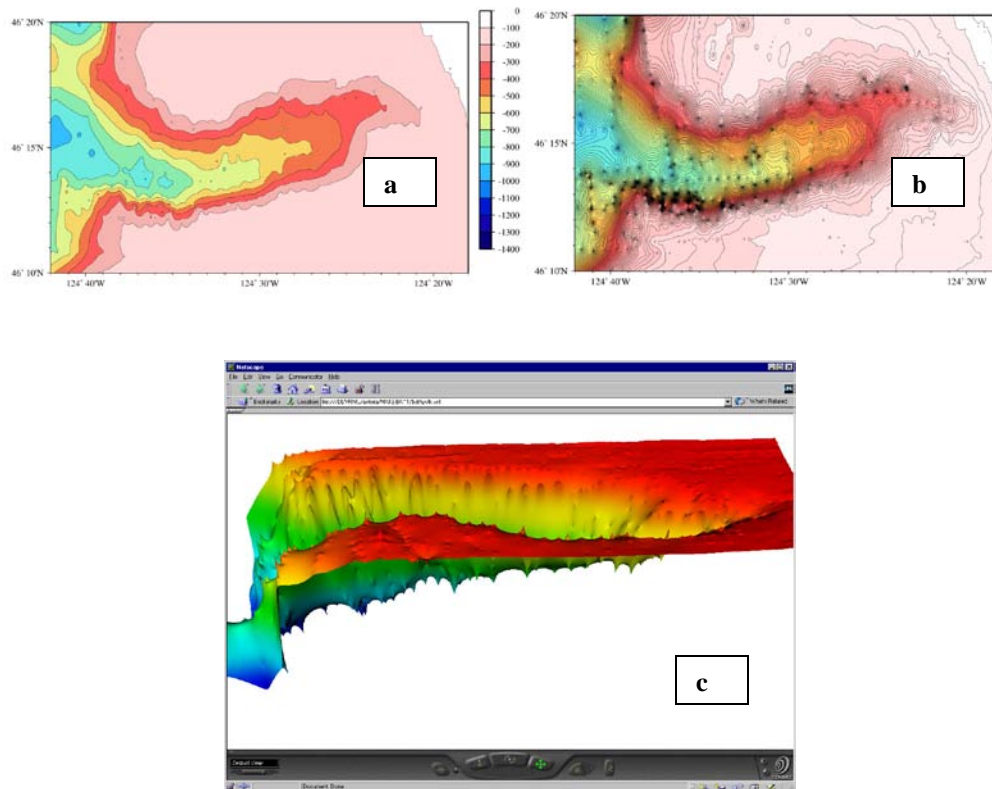 46˚ 20'N
46˚ 15'N
46˚ 10'N
124˚ 40'W
124˚ 30'W
124˚ 20'W
a
0
-100
-200
-300
-400
-500
-600
-700
-800
-900
-1000
-1100
-1200
-1300
-1400
46˚ 20'N
46˚ 15'N
46˚ 10'N
124˚ 40'W
124˚ 30'W
124˚ 20'W
b
Netscape
File Edit View Go Communicator Help
Bookmarks Location
What's Related
c
Document Done